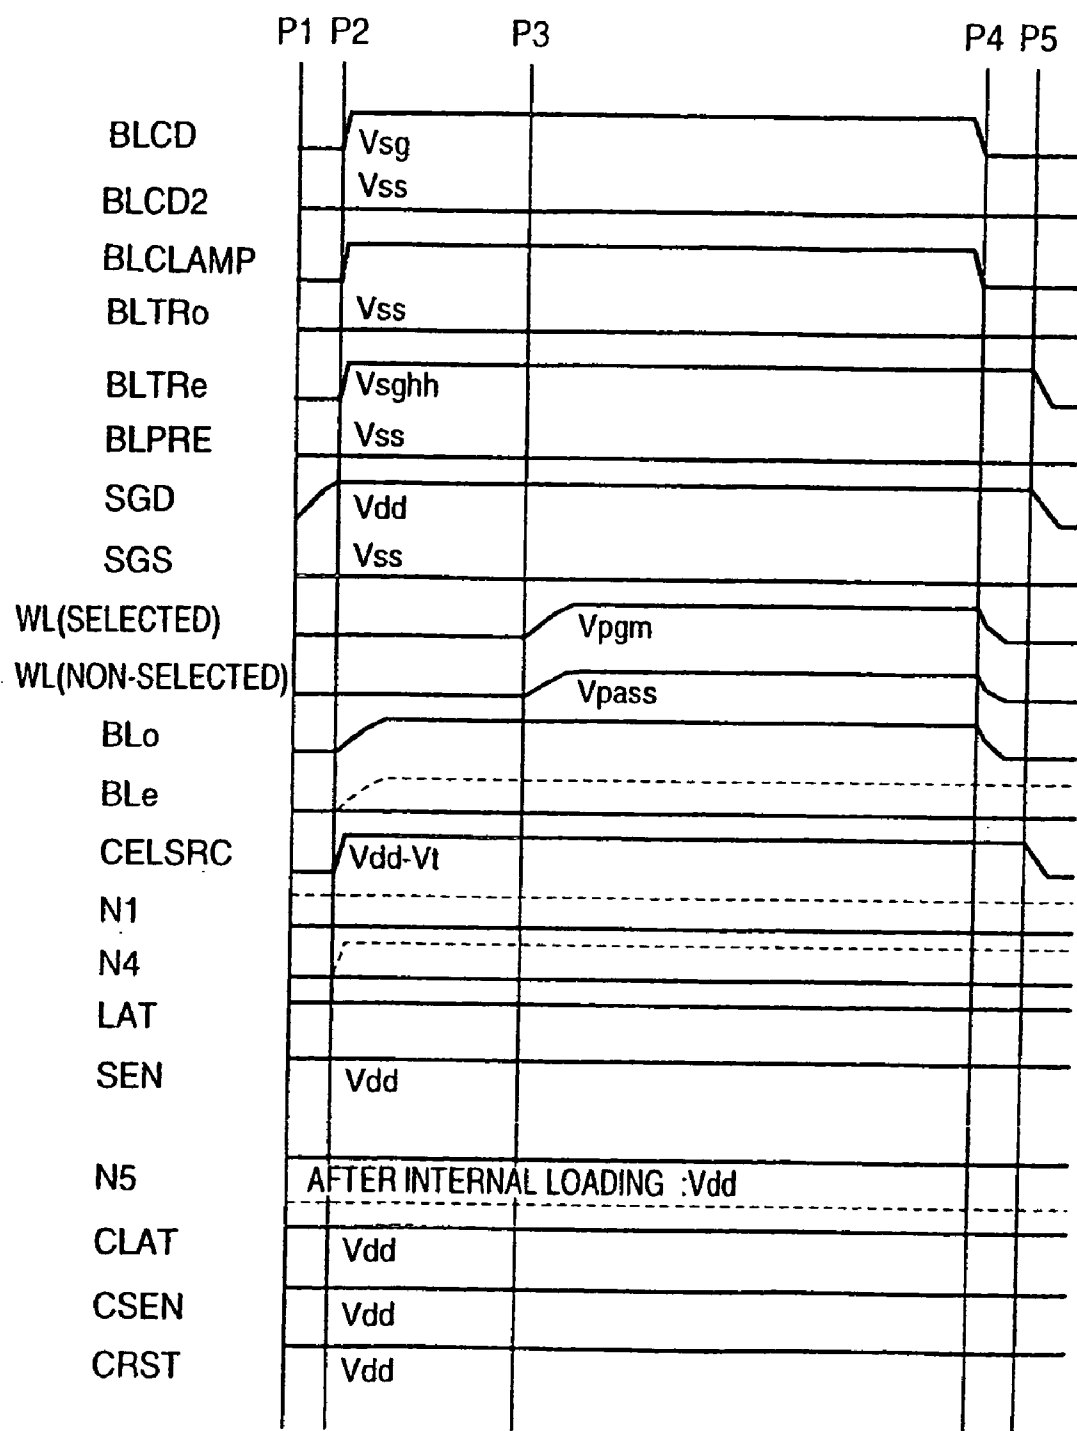 P1 P2 P3 P4 P5
BLCD Vsg
BLCD2 Vss
BLCLAMP
BLTRo Vss
BLTRe Vsghh
BLPRE Vss
SGD Vdd
SGS Vss
WL(SELECTED) Vpgm
WL(NON-SELECTED) Vpass
BLo
BLe
CELSRC Vdd-Vt
N1
N4
LAT
SEN Vdd
N5 AFTER INTERNAL LOADING :Vdd
CLAT Vdd
CSEN Vdd
CRST Vdd